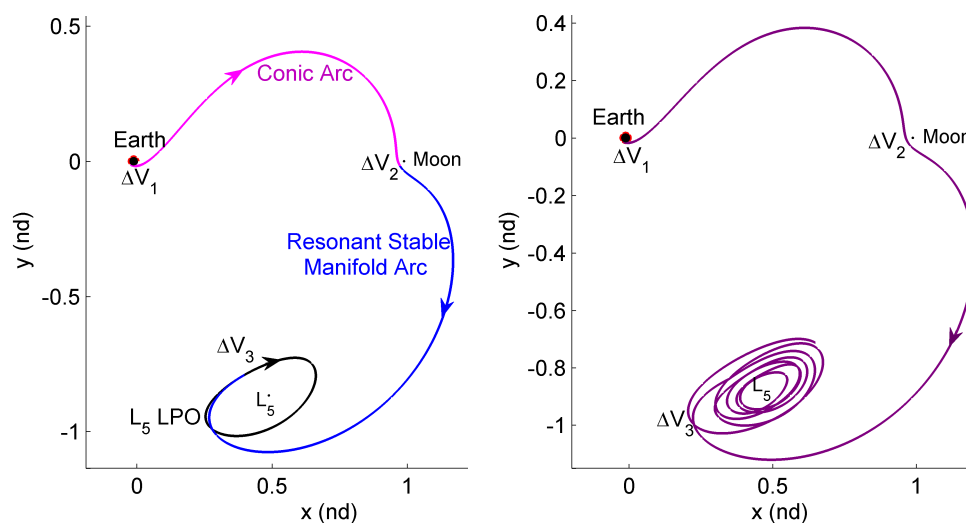 0.5
Conic Arc
Earth
ΔV1
0
ΔV2
Moon
Resonant Stable
Manifold Arc
y (nd)
-0.5
ΔV3
L5
L5 LPO
-1
0
0.5
1
x (nd)
0.4
0.2
Earth
0
ΔV1
ΔV2
Moon
-0.2
y (nd)
-0.4
-0.6
-0.8
L5
ΔV3
-1
0
0.5
1
x (nd)